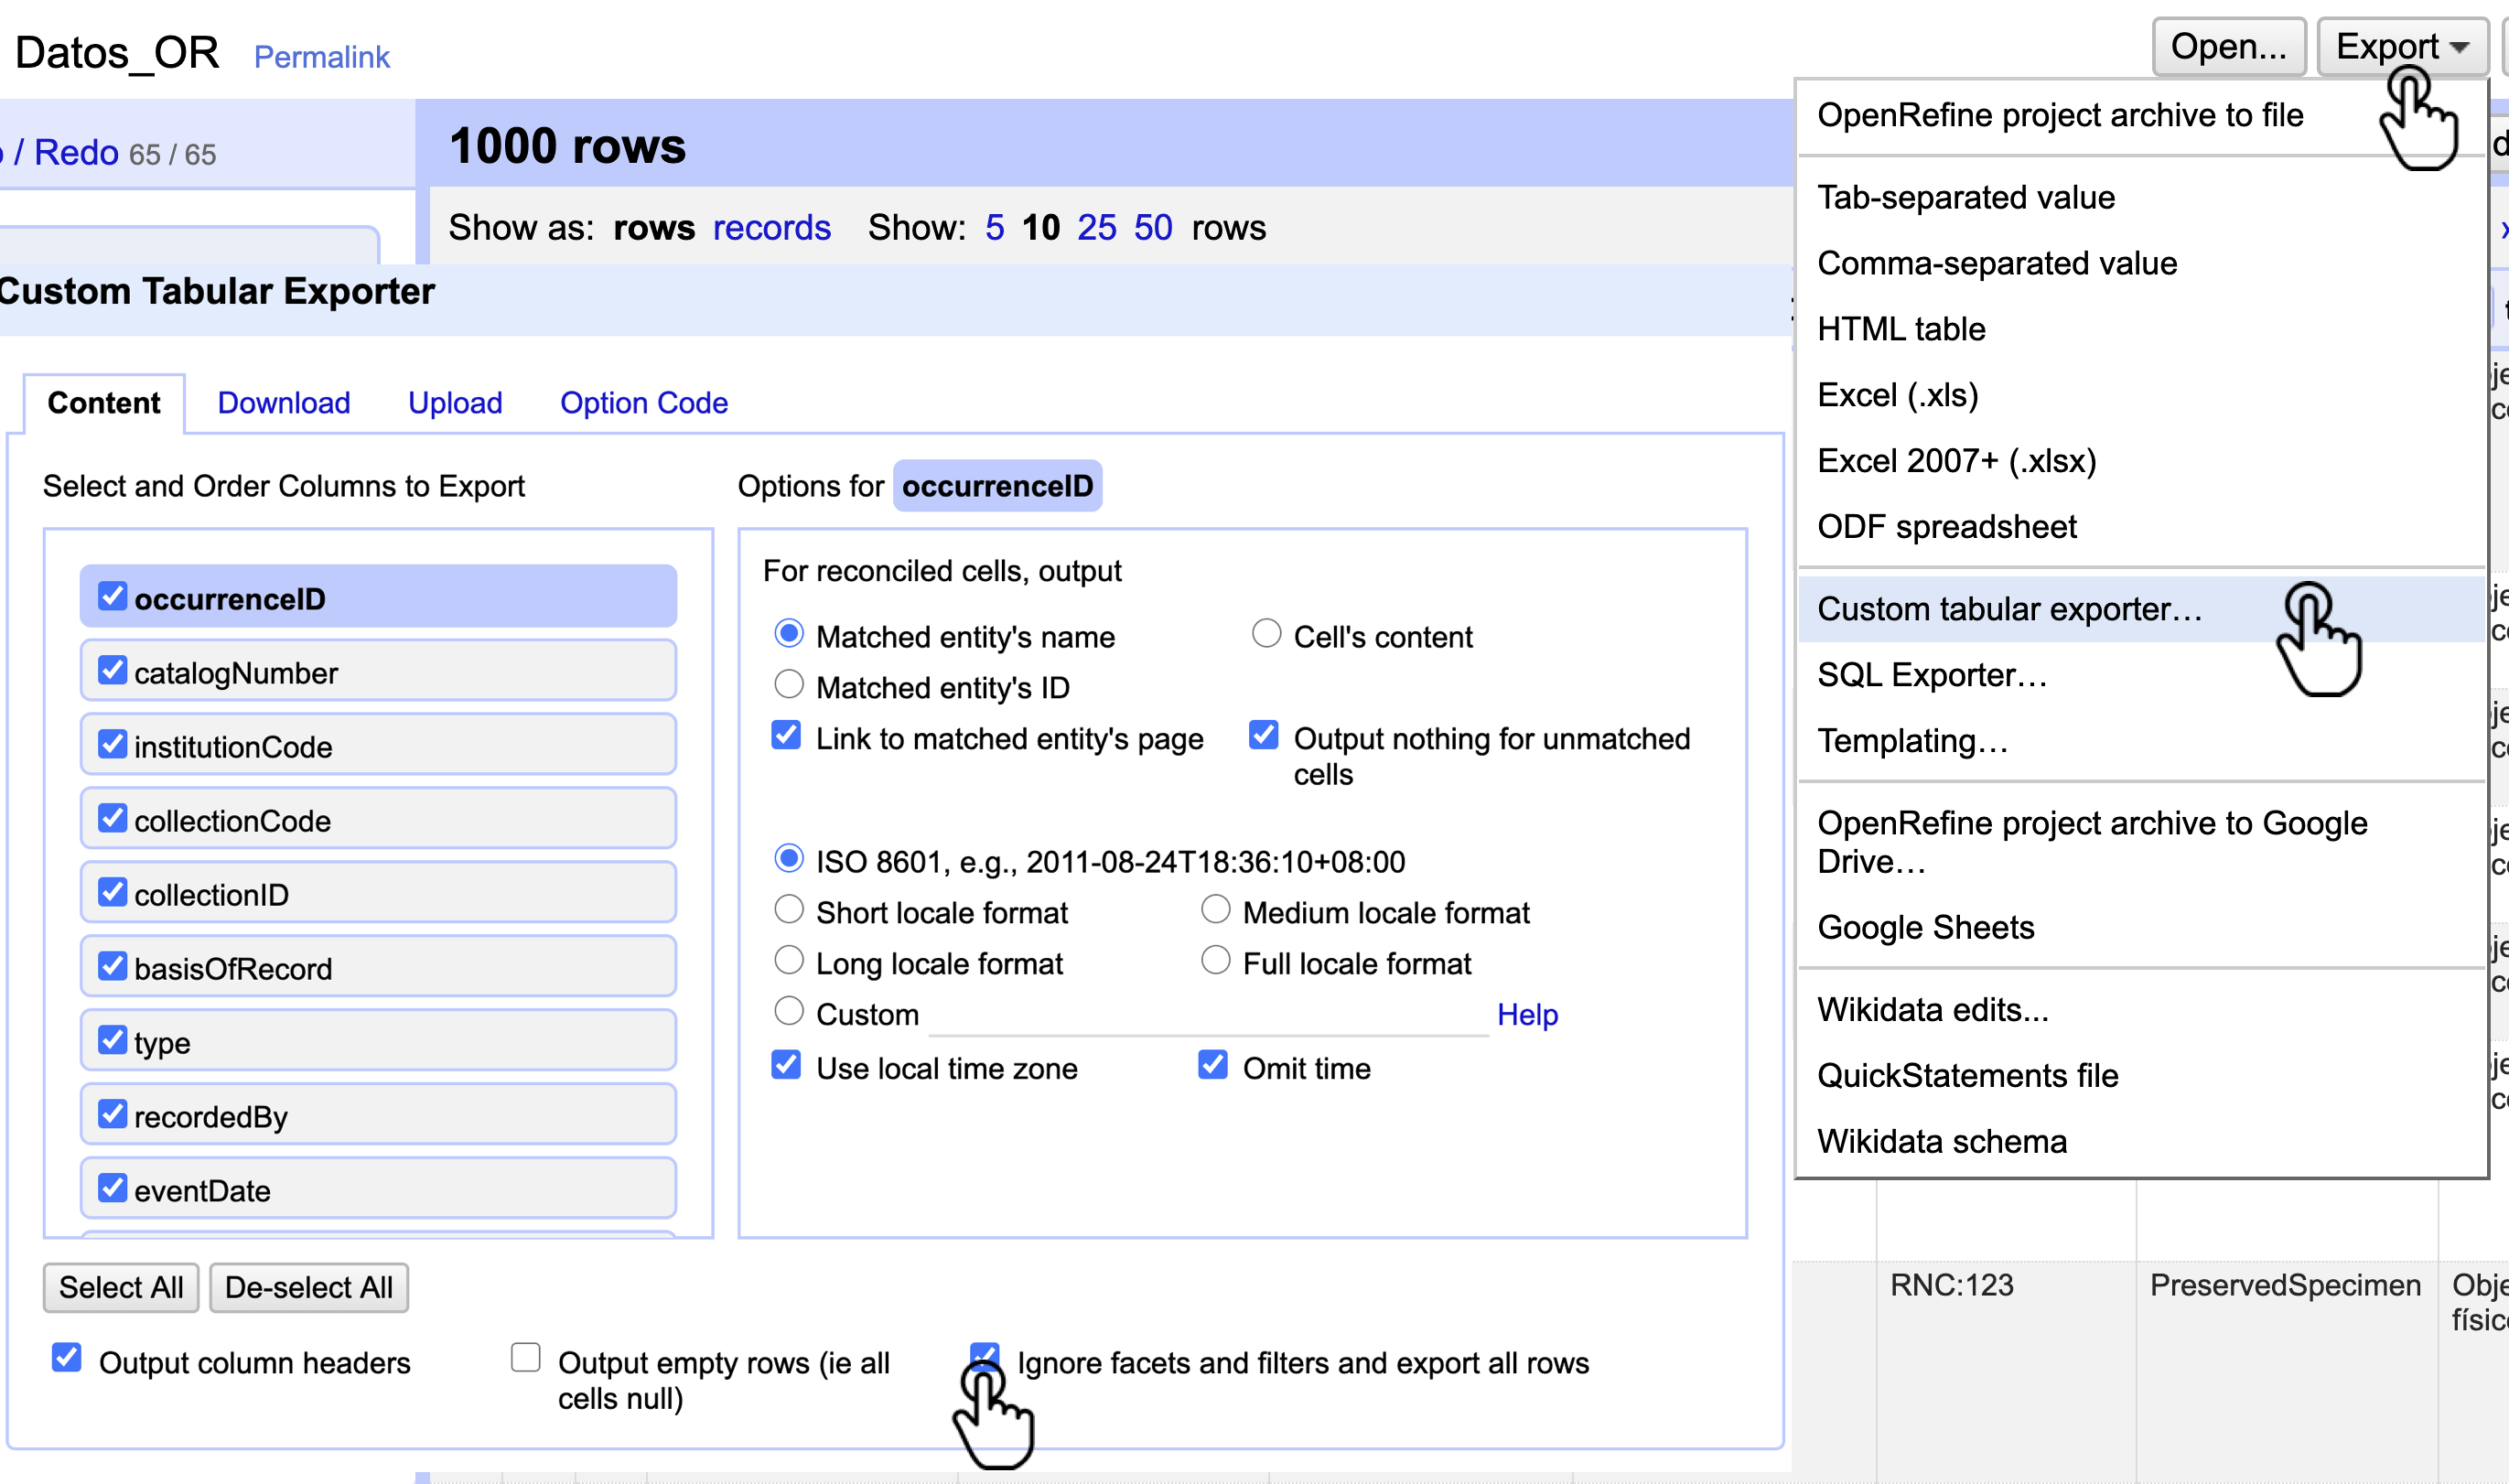 Datos_OR Permalink
Open... Export
/ Redo 65 / 65
1000 rows
Show as: rows records Show: 5 10 25 50 rows
Custom Tabular Exporter
Content Download Upload Option Code
Select and Order Columns to Export
occurrenceID
catalogNumber
institutionCode
collectionCode
collectionID
basisOfRecord
type
recordedBy
eventDate
Select All De-select All
Options for occurrenceID
For reconciled cells, output
Matched entity's name Cell's content
Matched entity's ID
Link to matched entity's page Output nothing for unmatched
cells
ISO 8601, e.g., 2011-08-24T18:36:10+08:00
Short locale format Medium locale format
Long locale format Full locale format
Custom Help
Use local time zone Omit time
Output column headers Output empty rows (ie all Ignore facets and filters and export all rows
cells null)
OpenRefine project archive to file
Tab-separated value
Comma-separated value
HTML table
Excel (.xls)
Excel 2007+ (.xlsx)
ODF spreadsheet
Custom tabular exporter...
SQL Exporter...
Templating...
OpenRefine project archive to Google
Drive...
Google Sheets
Wikidata edits...
QuickStatements file
Wikidata schema
RNC:123 PreservedSpecimen Obje
físic